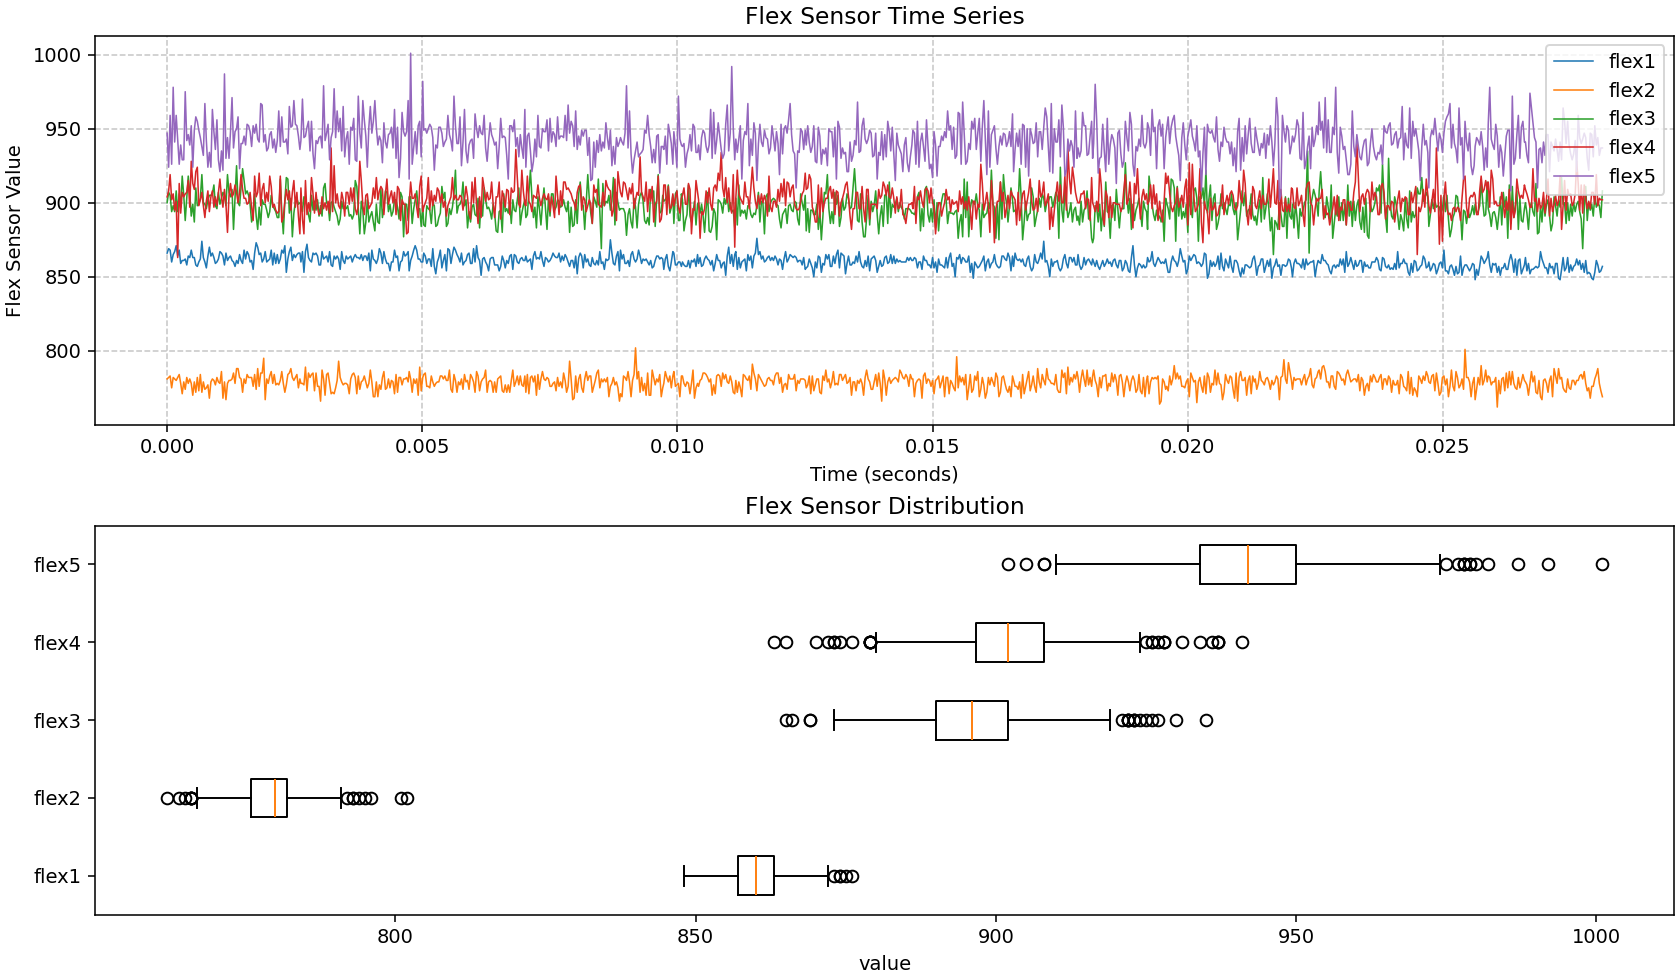 Flex Sensor Time Series
Flex Sensor Value
1000
950
900
850
800
flex1
flex2
flex3
flex4
flex5
0.000 0.005 0.010 0.015 0.020 0.025
Time (seconds)
Flex Sensor Distribution
flex5
flex4
flex3
flex2
flex1
800 850 900 950 1000
value